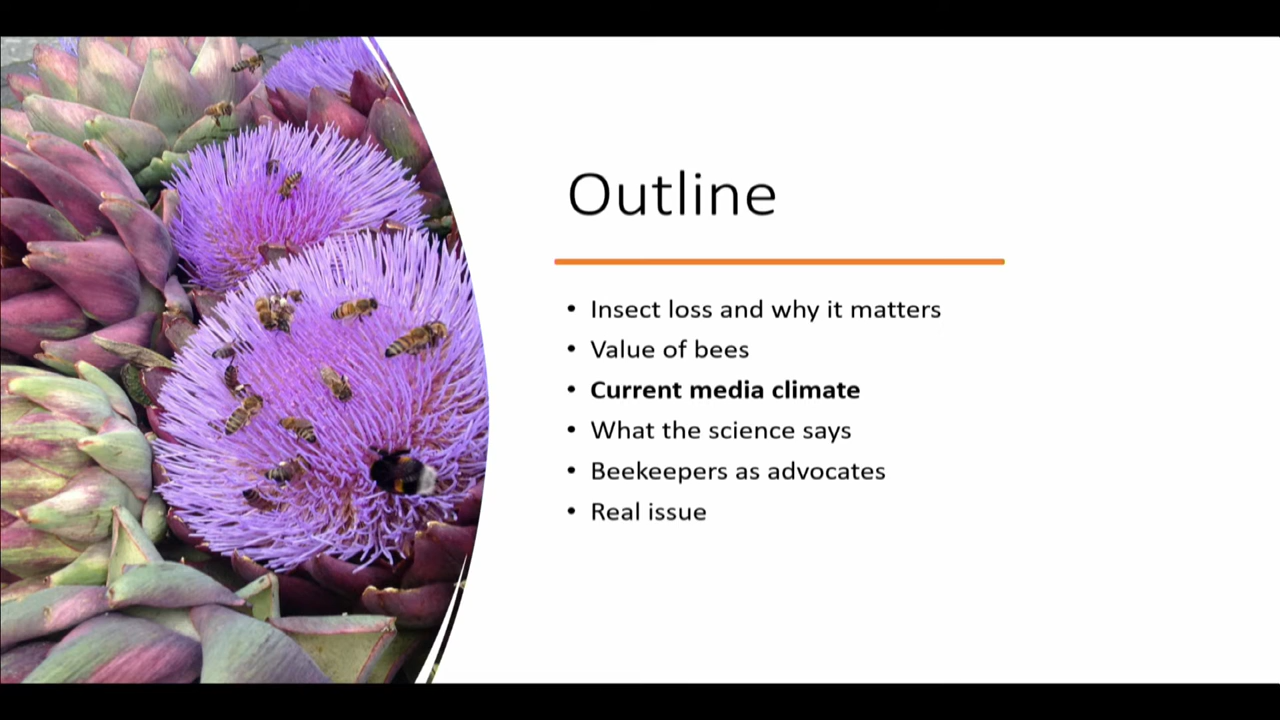 Outline
• Insect loss and why it matters
• Value of bees
• Current media climate
• What the science says
• Beekeepers as advocates
• Real issue